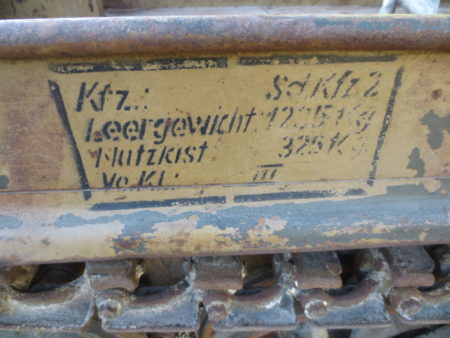 Kfz.: Sd Kfz 2
Leergewicht: 1235 Kg
Nutzlast 325 Kg
Ve.Kl.: III